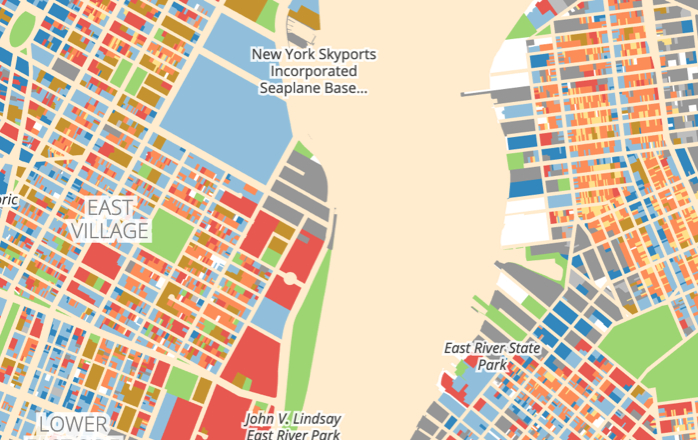 New York Skyports
Incorporated
Seaplane Base...
EAST
VILLAGE
East River State
Park
LOWER
John V. Lindsay
East River Park